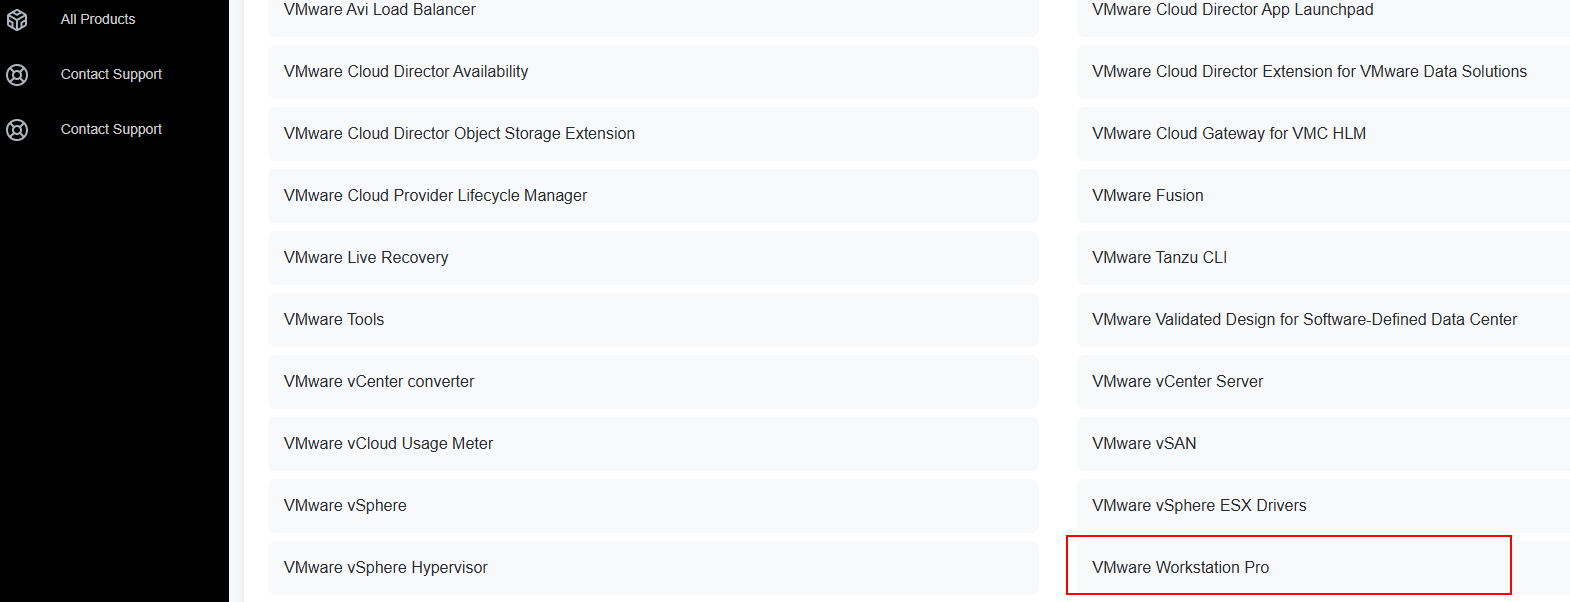 All Products
Contact Support
Contact Support
VMware Avi Load Balancer
VMware Cloud Director App Launchpad
VMware Cloud Director Availability
VMware Cloud Director Extension for VMware Data Solutions
VMware Cloud Director Object Storage Extension
VMware Cloud Gateway for VMC HLM
VMware Cloud Provider Lifecycle Manager
VMware Fusion
VMware Live Recovery
VMware Tanzu CLI
VMware Tools
VMware Validated Design for Software-Defined Data Center
VMware vCenter converter
VMware vCenter Server
VMware vCloud Usage Meter
VMware vSAN
VMware vSphere
VMware vSphere ESX Drivers
VMware vSphere Hypervisor
VMware Workstation Pro